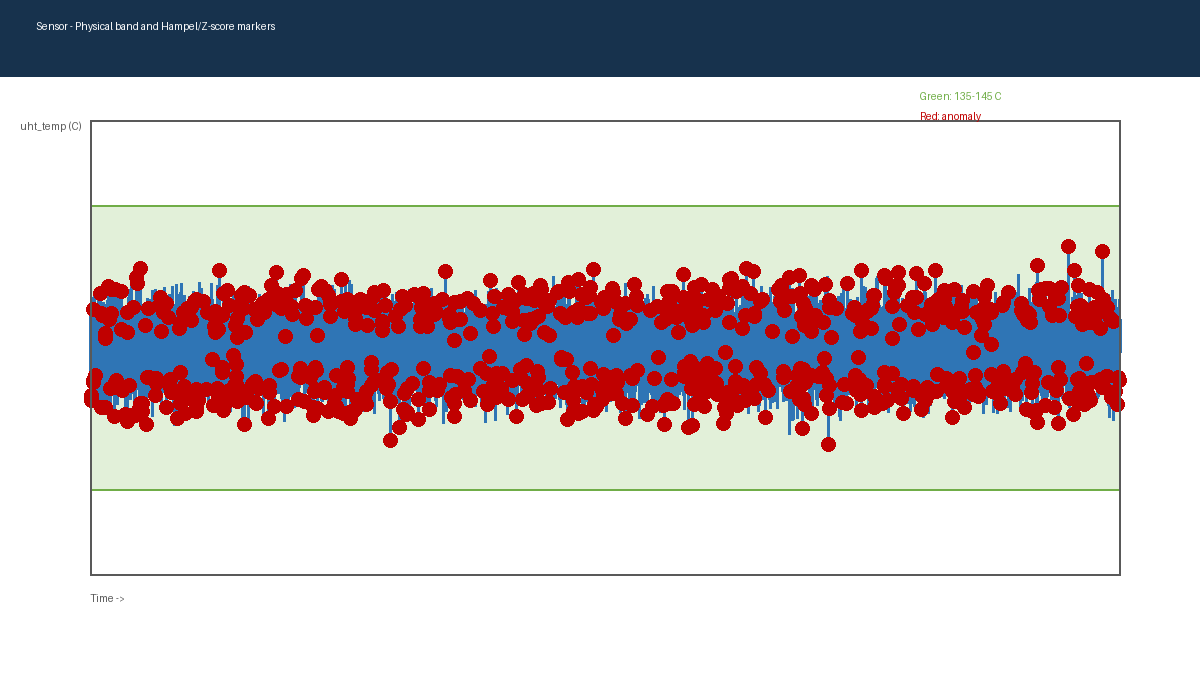 Sensor - Physical band and Hampel/Z-score markers
Green: 135-145 C
Red: anomaly
uht_temp (C)
Time ->